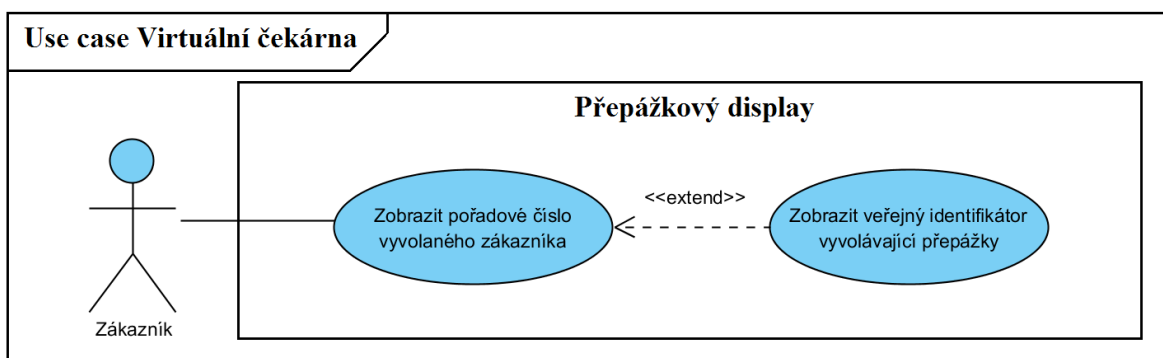 Use case Virtuální čekárna
Přepážkový display
Zobrazit pořadové číslo
vyvolaného zákazníka
<<extend>>
Zobrazit veřejný identifikátor
vyvolávající přepážky
Zákazník